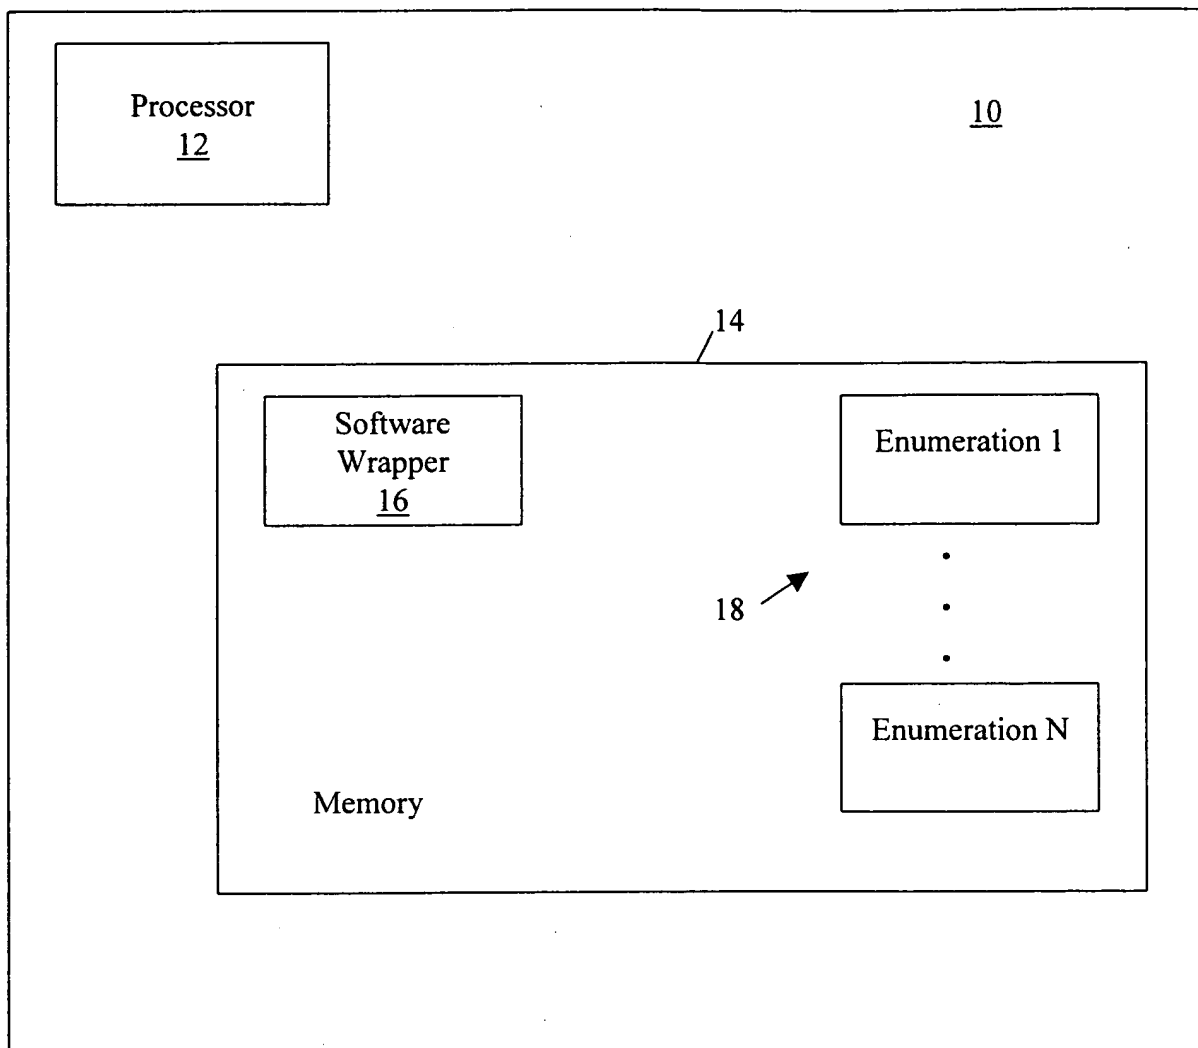 Processor
12
10
14
Software
Wrapper
16
Enumeration 1
18
Enumeration N
Memory